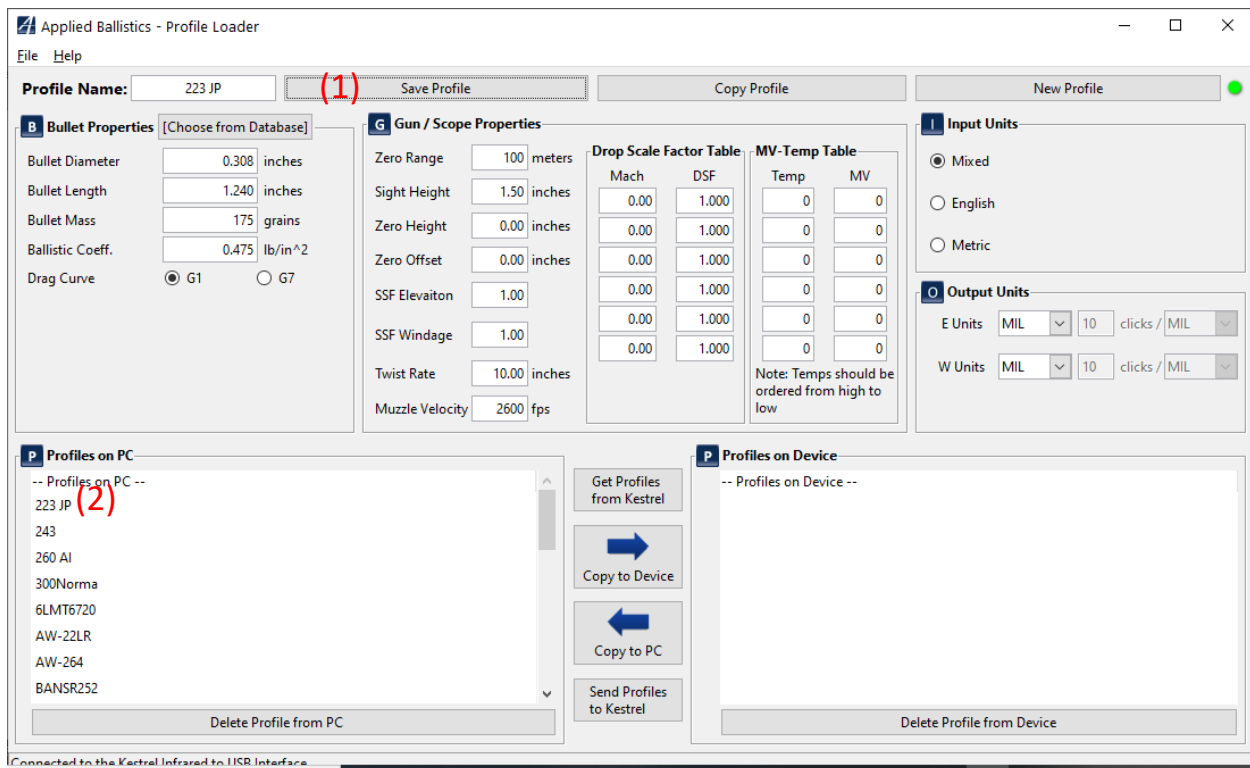 Applied Ballistics - Profile Loader
File Help
Profile Name: 223 JP (1) Save Profile Copy Profile New Profile
B Bullet Properties [Choose from Database]
Bullet Diameter 0.308 inches
Bullet Length 1.240 inches
Bullet Mass 175 grains
Ballistic Coeff. 0.475 lb/in^2
Drag Curve G1 G7
G Gun / Scope Properties
Zero Range 100 meters
Sight Height 1.50 inches
Zero Height 0.00 inches
Zero Offset 0.00 inches
SSF Elevaiton 1.00
SSF Windage 1.00
Twist Rate 10.00 inches
Muzzle Velocity 2600 fps
Drop Scale Factor Table
Mach DSF
0.00 1.000
0.00 1.000
0.00 1.000
0.00 1.000
0.00 1.000
0.00 1.000
MV-Temp Table
Temp MV
0 0
0 0
0 0
0 0
0 0
0 0
Note: Temps should be
ordered from high to
low
I Input Units
Mixed
English
Metric
O Output Units
E Units MIL 10 clicks / MIL
W Units MIL 10 clicks / MIL
P Profiles on PC
-- Profiles on PC --
223 JP (2)
243
260 AI
300Norma
6LMT6720
AW-22LR
AW-264
BANSR252
Delete Profile from PC
Get Profiles
from Kestrel
Copy to Device
Copy to PC
Send Profiles
to Kestrel
P Profiles on Device
-- Profiles on Device --
Delete Profile from Device
Connected to the Kestrel Infrared to USB Interface